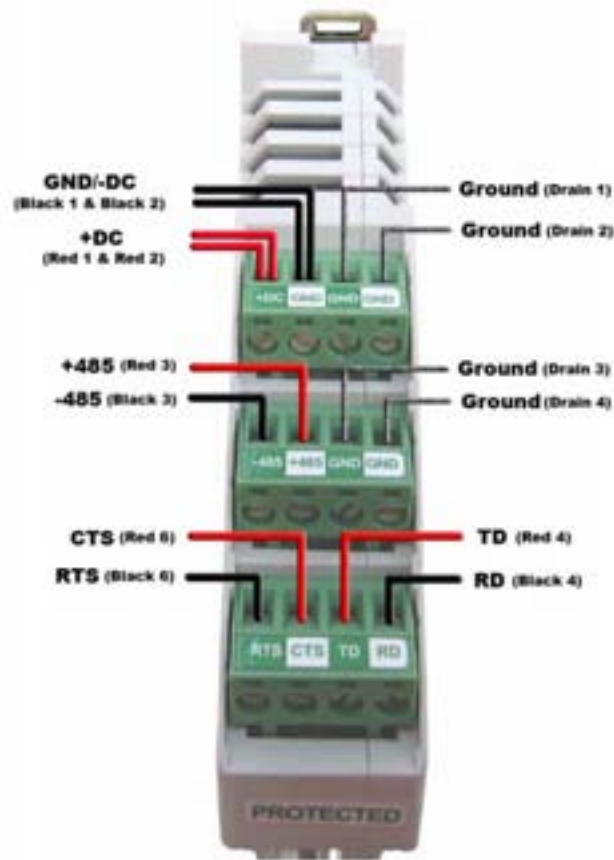 GND/-DC
(Black 1 & Black 2)
Ground (Drain 1)
+DC
(Red 1 & Red 2)
Ground (Drain 2)
+DC GND GND GND
+485 (Red 3)
Ground (Drain 3)
-485 (Black 3)
Ground (Drain 4)
-485 +485 GND GND
CTS (Red 6)
TD (Red 4)
RTS (Black 6)
RD (Black 4)
RTS CTS TD RD
PROTECTED